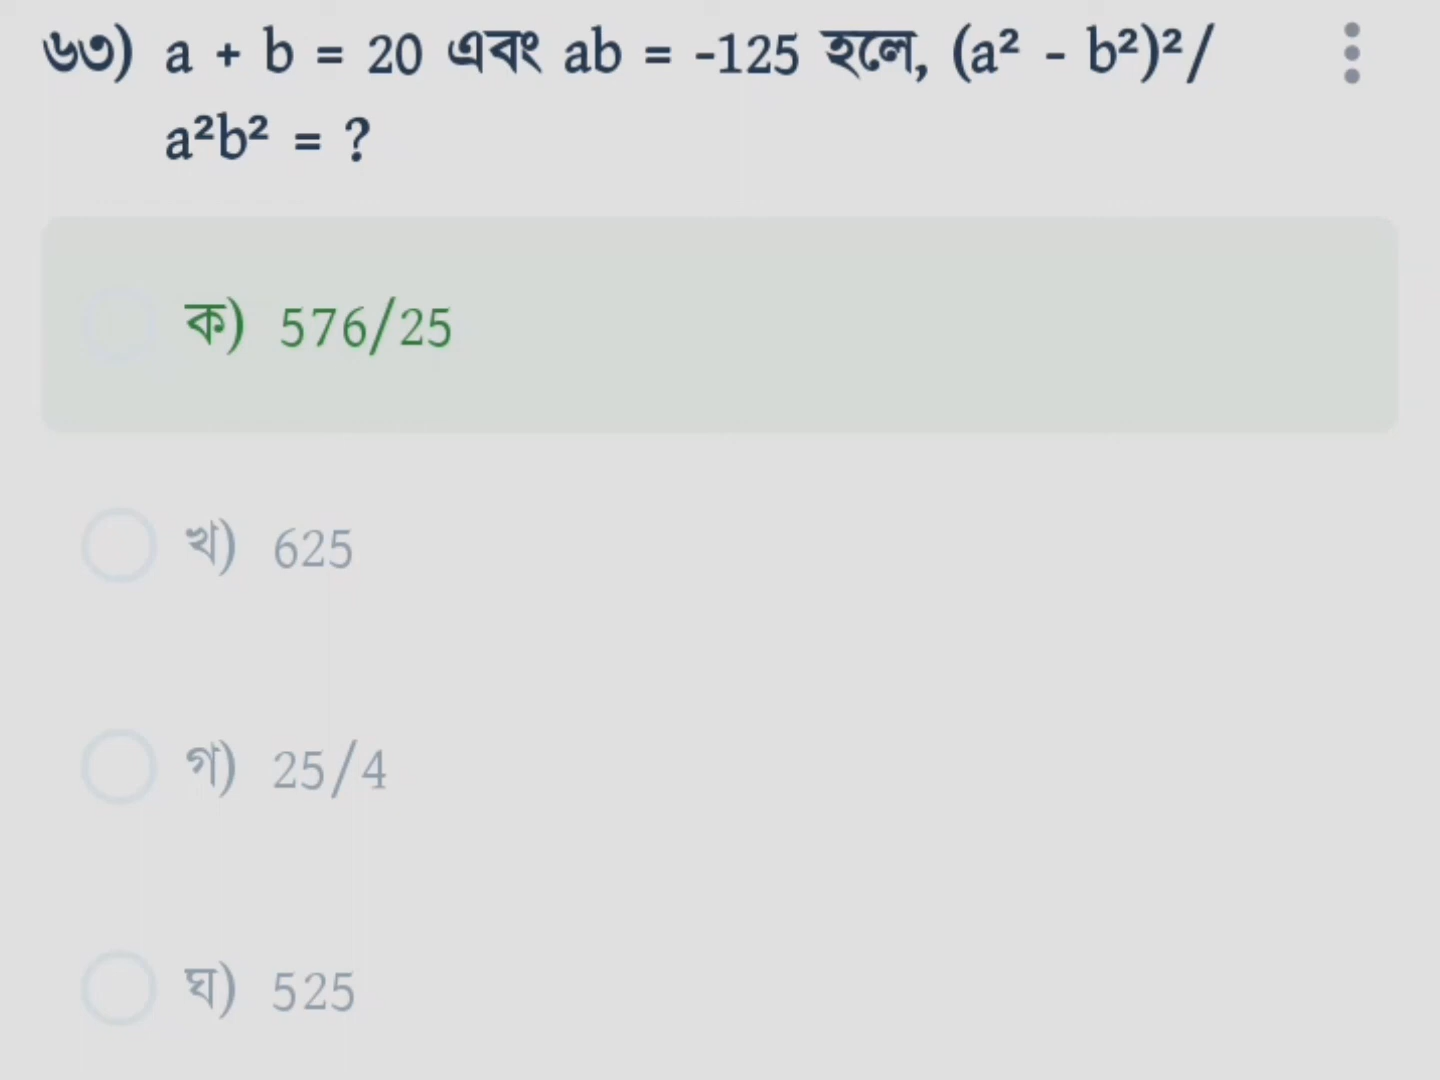 ৬৩) a + b = 20 এবং ab = -125 হলে, (a² - b²)²/
a²b² = ?
ক) 576/25
খ) 625
গ) 25/4
ঘ) 525